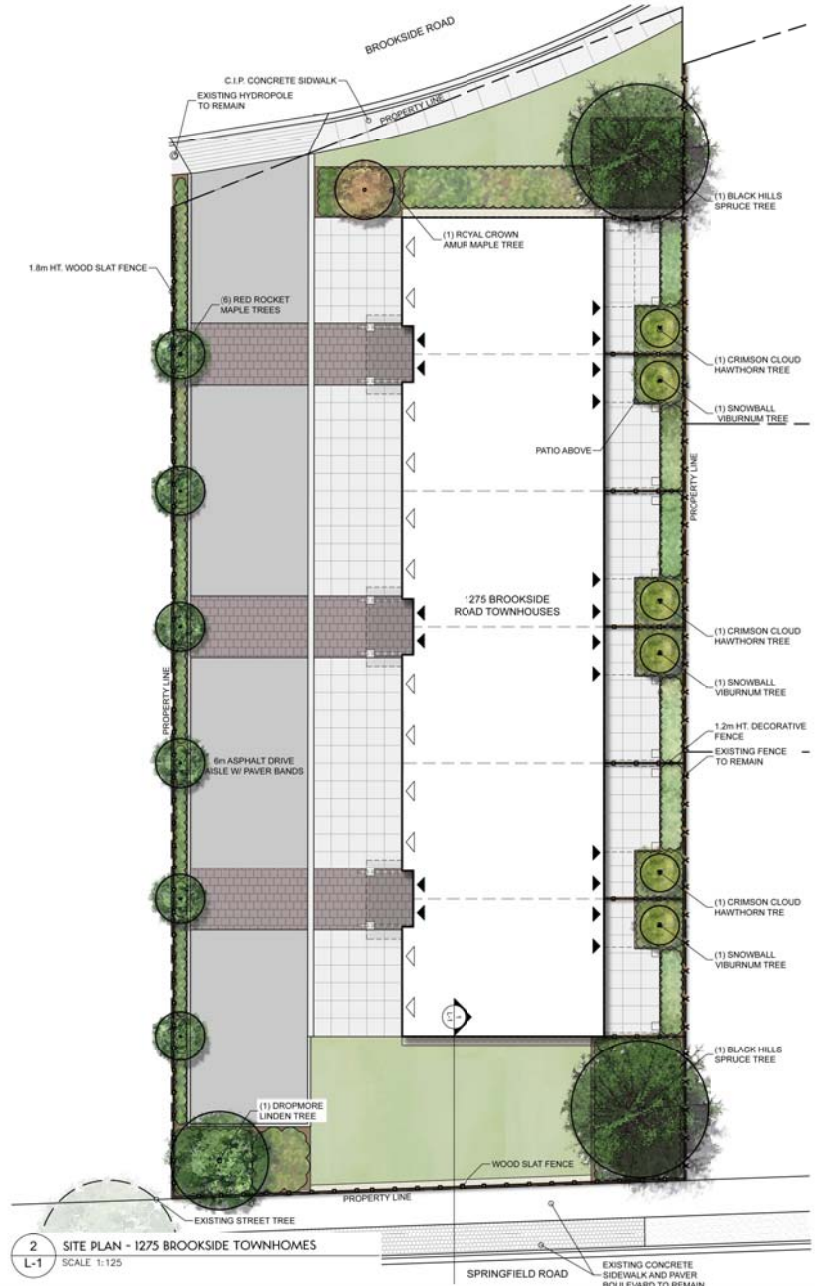 BROOKSIDE ROAD
C.I.P. CONCRETE SIDWALK
EXISTING HYDROPOLE
TO REMAIN
PROPERTY LINE
(1) BLACK HILLS
SPRUCE TREE
(1) ROYAL CROWN
AMUR MAPLE TREE
1.8m HT. WOOD SLAT FENCE
(6) RED ROCKET
MAPLE TREES
(1) CRIMSON CLOUD
HAWTHORN TREE
(1) SNOWBALL
VIBURNUM TREE
PATIO ABOVE
PROPERTY LINE
1275 BROOKSIDE
ROAD TOWNHOUSES
(1) CRIMSON CLOUD
HAWTHORN TREE
(1) SNOWBALL
VIBURNUM TREE
PROPERTY LINE
1.2m HT. DECORATIVE
FENCE
EXISTING FENCE
TO REMAIN
6m ASPHALT DRIVE
AISLE W/ PAVER BANDS
(1) CRIMSON CLOUD
HAWTHORN TRE
(1) SNOWBALL
VIBURNUM TREE
1
L-1
(1) BLACK HILLS
SPRUCE TREE
(1) DROPMORE
LINDEN TREE
WOOD SLAT FENCE
PROPERTY LINE
EXISTING STREET TREE
2
L-1
SITE PLAN - 1275 BROOKSIDE TOWNHOMES
SCALE 1:125
SPRINGFIELD ROAD
EXISTING CONCRETE
SIDEWALK AND PAVER
BOULEVARD TO REMAIN